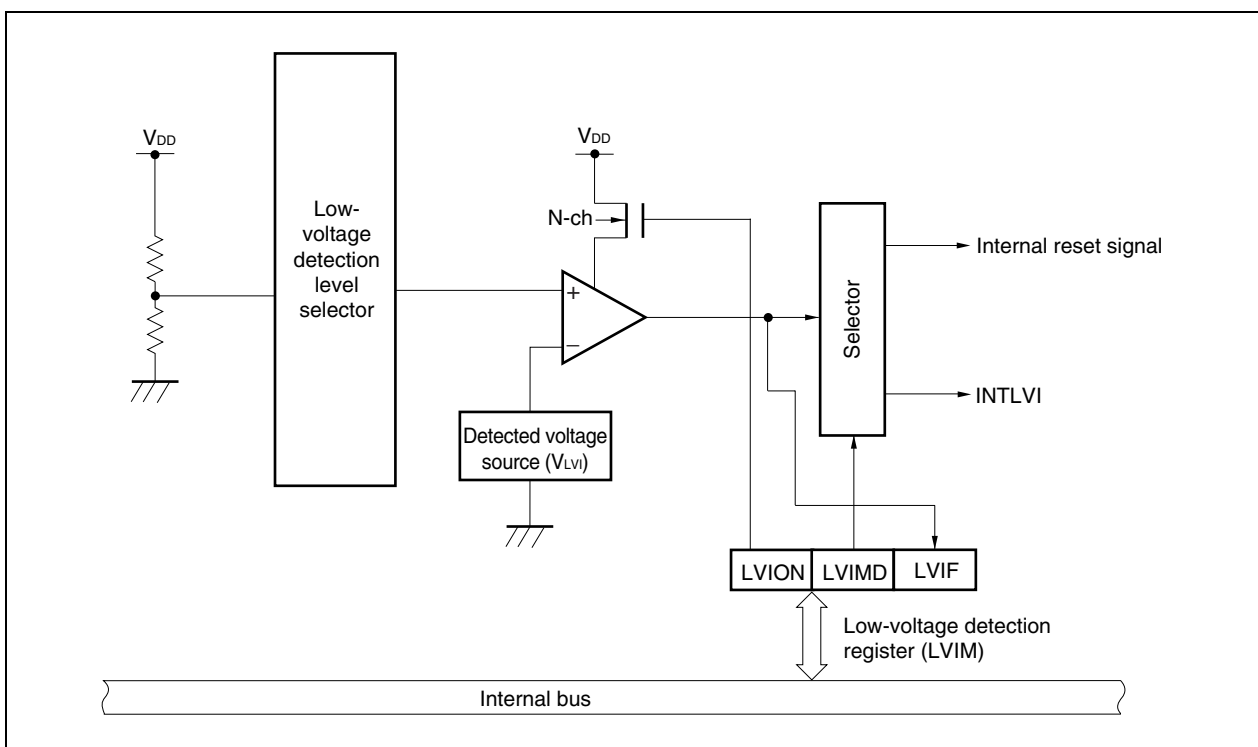 VDD
Low-
voltage
detection
level
selector
VDD
N-ch
+
−
Detected voltage
source (VLVI)
Selector
Internal reset signal
INTLVI
LVION
LVIMD
LVIF
Low-voltage detection
register (LVIM)
Internal bus